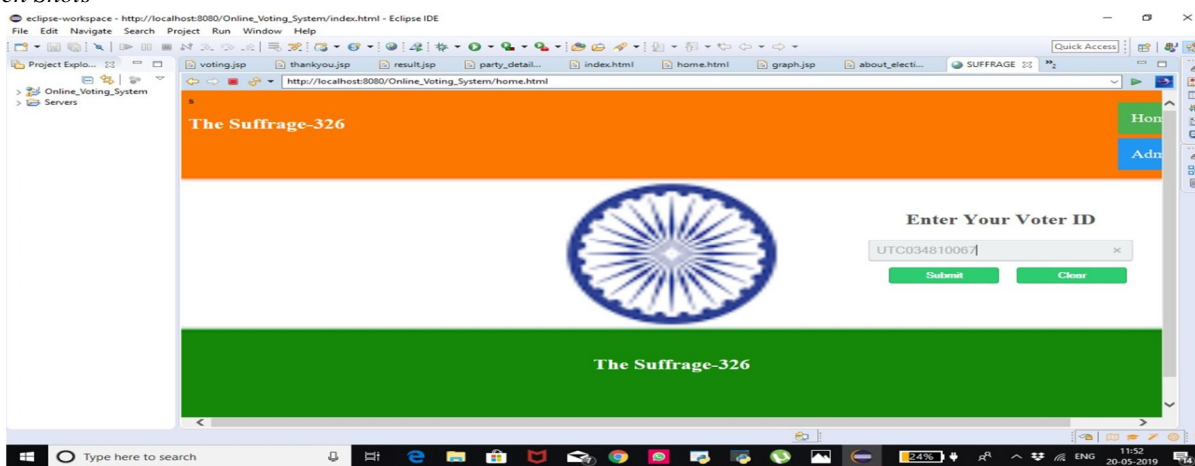 eclipse-workspace - http://localhost:8080/Online_Voting_System/index.html - Eclipse IDE
File Edit Navigate Search Project Run Window Help
Quick Access
Project Explo...
voting.jsp thankyou.jsp result.jsp party_detail... index.html home.html graph.jsp about_electi... SUFFRAGE 2
http://localhost:8080/Online_Voting_System/home.html
Online_Voting_System
Servers
s
The Suffrage-326
Hom
Adn
Enter Your Voter ID
UTC034810067
Submit Clear
The Suffrage-326
Type here to search
24%
ENG
11:52
20-05-2019